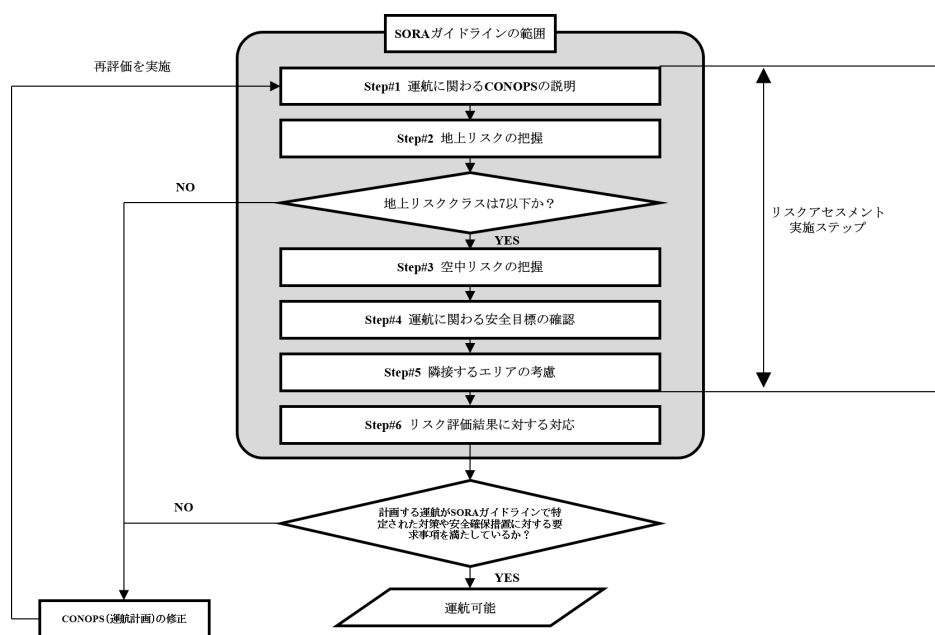 SORAガイドラインの範囲
再評価を実施
Step#1 運航に関わるCONOPSの説明
Step#2 地上リスクの把握
NO
地上リスククラスは7以下か？
リスクアセスメント
実施ステップ
YES
Step#3 空中リスクの把握
Step#4 運航に関わる安全目標の確認
Step#5 隣接するエリアの考慮
Step#6 リスク評価結果に対する対応
NO
計画する運航がSORAガイドラインで特
定された対策や安全確保措置に対する要
求事項を満たしているか？
YES
運航可能
CONOPS（運航計画）の修正